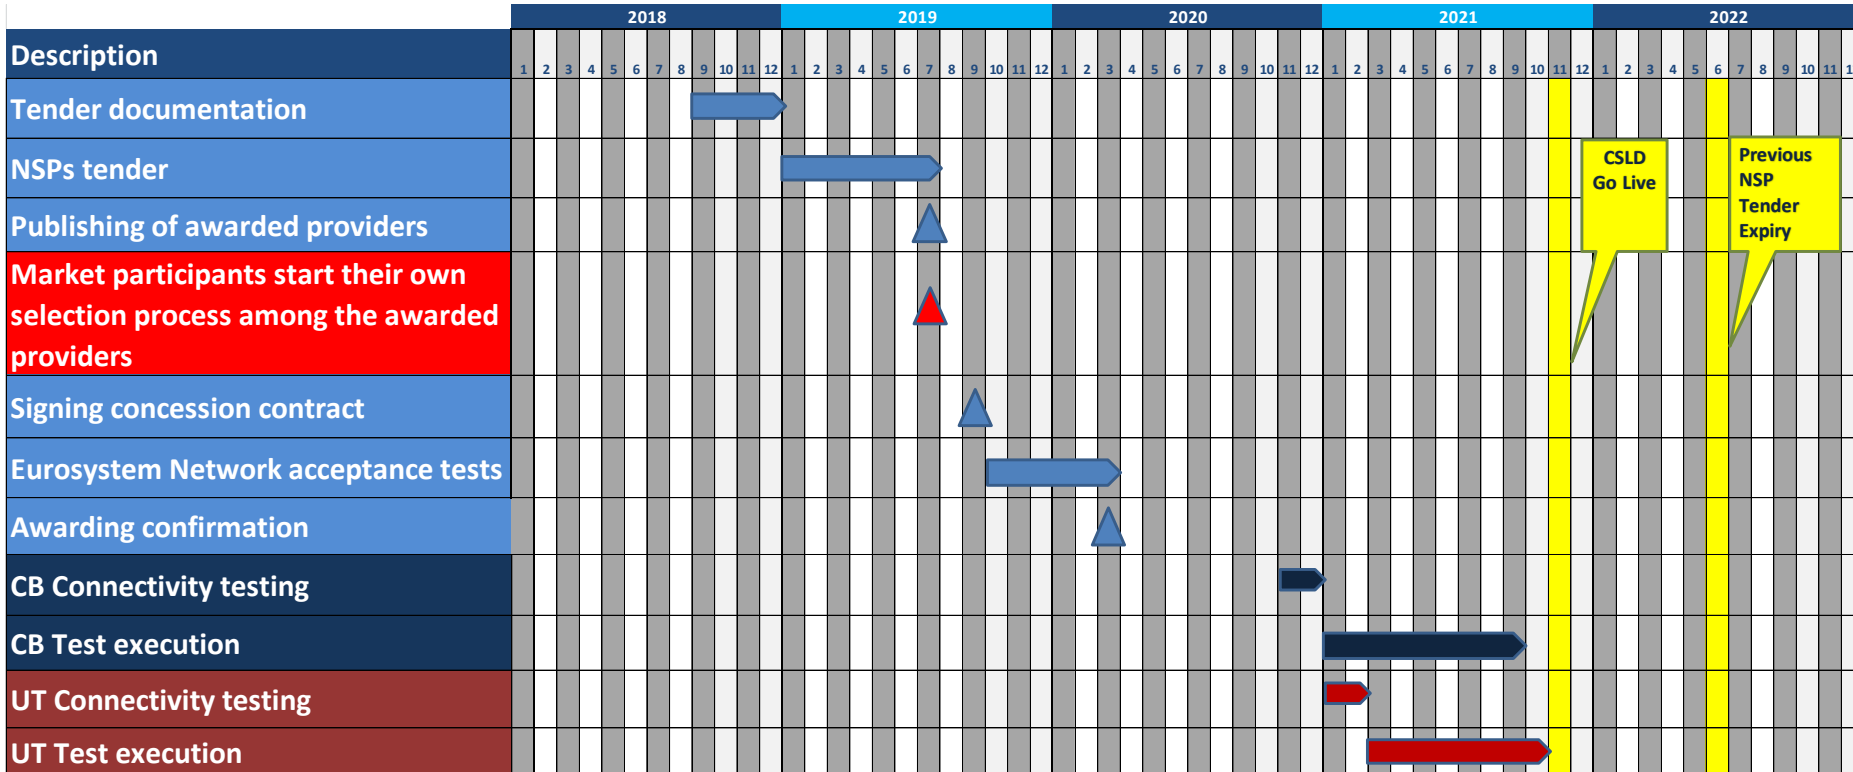 2018 2019 2020 2021 2022
Description
1 2 3 4 5 6 7 8 9 10 11 12 1 2 3 4 5 6 7 8 9 10 11 12 1 2 3 4 5 6 7 8 9 10 11 12 1 2 3 4 5 6 7 8 9 10 11 12 1 2 3 4 5 6 7 8 9 10 11 1
Tender documentation
NSPs tender
CSLD
Go Live
Previous
NSP
Tender
Expiry
Publishing of awarded providers
Market participants start their own
selection process among the awarded
providers
Signing concession contract
Eurosystem Network acceptance tests
Awarding confirmation
CB Connectivity testing
CB Test execution
UT Connectivity testing
UT Test execution